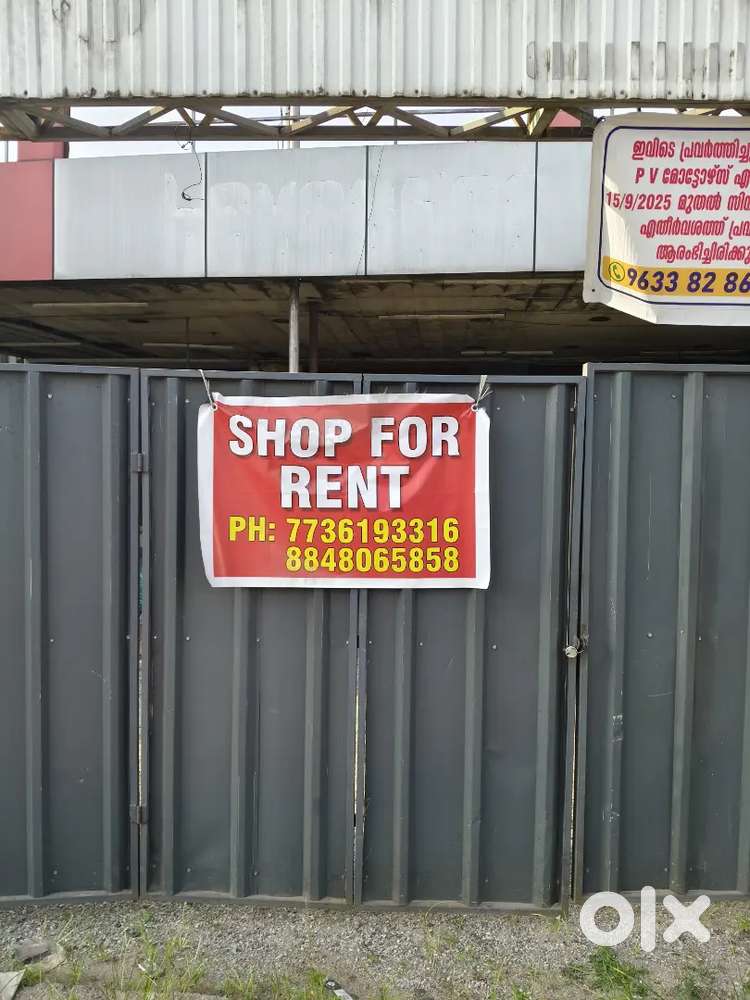 ഇവിടെ പ്രവർത്തിച്ച
P V മോട്ടോഴ്സ്
15/9/2025 മുതൽ
എതിർവശത്ത്
ആരംഭിച്ചിരിക്കു
9633 82 86
SHOP FOR
RENT
PH: 7736193316
8848065858
olx